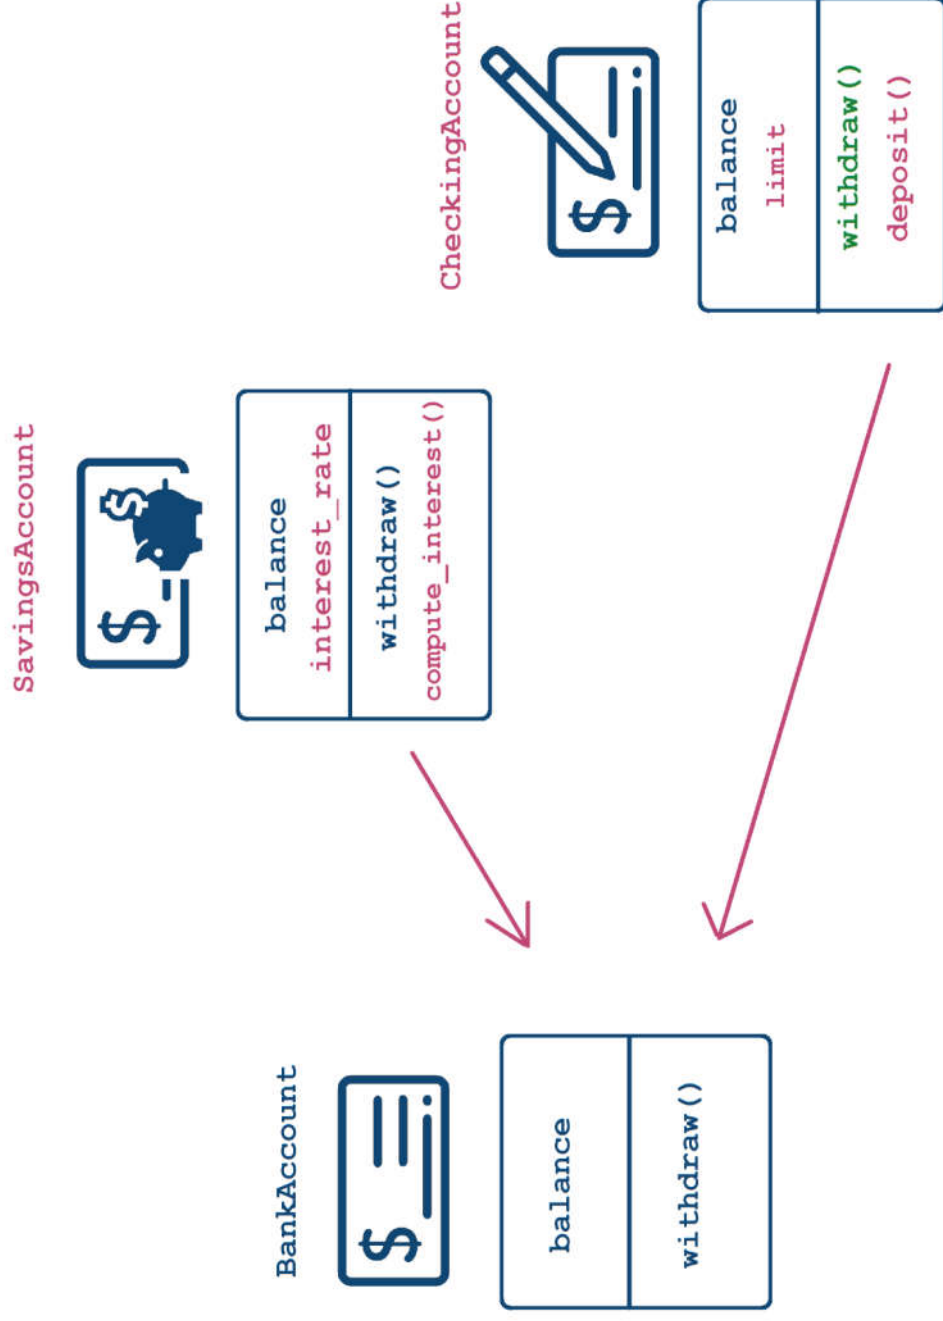 BankAccount
balance
withdraw()
SavingsAccount
$
balance
interest_rate
withdraw()
compute_interest()
CheckingAccount
$
balance
limit
withdraw()
deposit()
$
$